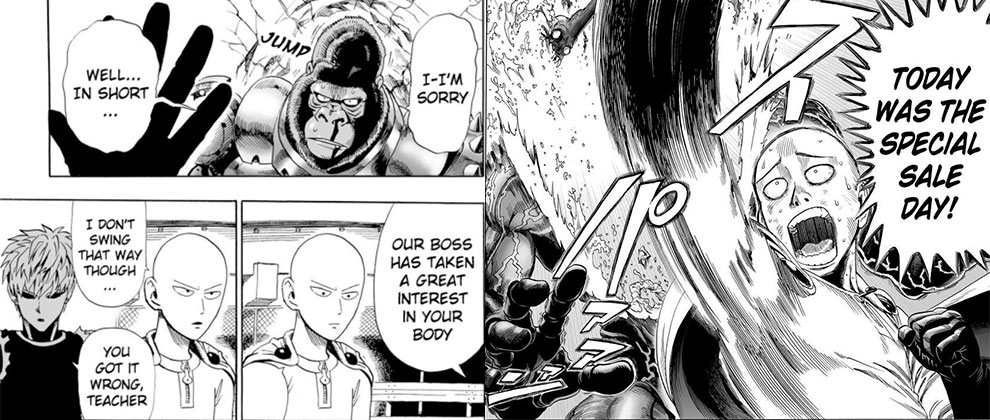 I-I'M
SORRY
JUMP
WELL...
IN SHORT
...
OUR BOSS
HAS TAKEN
A GREAT
INTEREST
IN YOUR
BODY
I DON'T
SWING
THAT WAY
THOUGH
...
YOU
GOT IT
WRONG,
TEACHER
TODAY
WAS THE
SPECIAL
SALE
DAY!